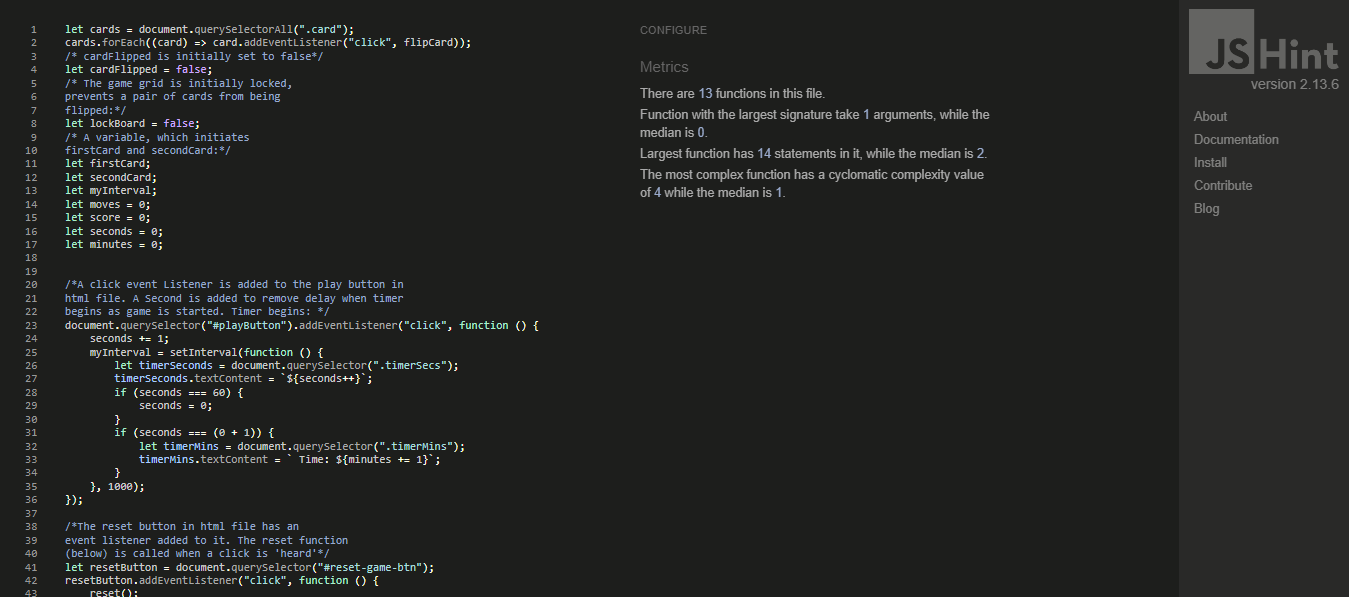 1 let cards = document.querySelectorAll(".card");
2 cards.forEach((card) => card.addEventListener("click", flipCard));
3 /* cardFlipped is initially set to false*/
4 let cardFlipped = false;
5 /* The game grid is initially locked,
6 prevents a pair of cards from being
7 flipped:*/
8 let lockBoard = false;
9 /* A variable, which initiates
10 firstCard and secondCard:*/
11 let firstCard;
12 let secondCard;
13 let myInterval;
14 let moves = 0;
15 let score = 0;
16 let seconds = 0;
17 let minutes = 0;
18
19
20 /*A click event Listener is added to the play button in
21 html file. A Second is added to remove delay when timer
22 begins as game is started. Timer begins: */
23 document.querySelector("#playButton").addEventListener("click", function () {
24 seconds += 1;
25 myInterval = setInterval(function () {
26 let timerSeconds = document.querySelector(".timerSecs");
27 timerSeconds.textContent = `${seconds++}`;
28 if (seconds === 60) {
29 seconds = 0;
30 }
31 if (seconds === (0 + 1)) {
32 let timerMins = document.querySelector(".timerMins");
33 timerMins.textContent = ` Time: ${minutes += 1}`;
34 }
35 }, 1000);
36 });
37
38 /*The reset button in html file has an
39 event listener added to it. The reset function
40 (below) is called when a click is 'heard'*/
41 let resetButton = document.querySelector("#reset-game-btn");
42 resetButton.addEventListener("click", function () {
43 reset();
CONFIGURE
Metrics
There are 13 functions in this file.
Function with the largest signature take 1 arguments, while the
median is 0.
Largest function has 14 statements in it, while the median is 2.
The most complex function has a cyclomatic complexity value
of 4 while the median is 1.
JSHint
version 2.13.6
About
Documentation
Install
Contribute
Blog